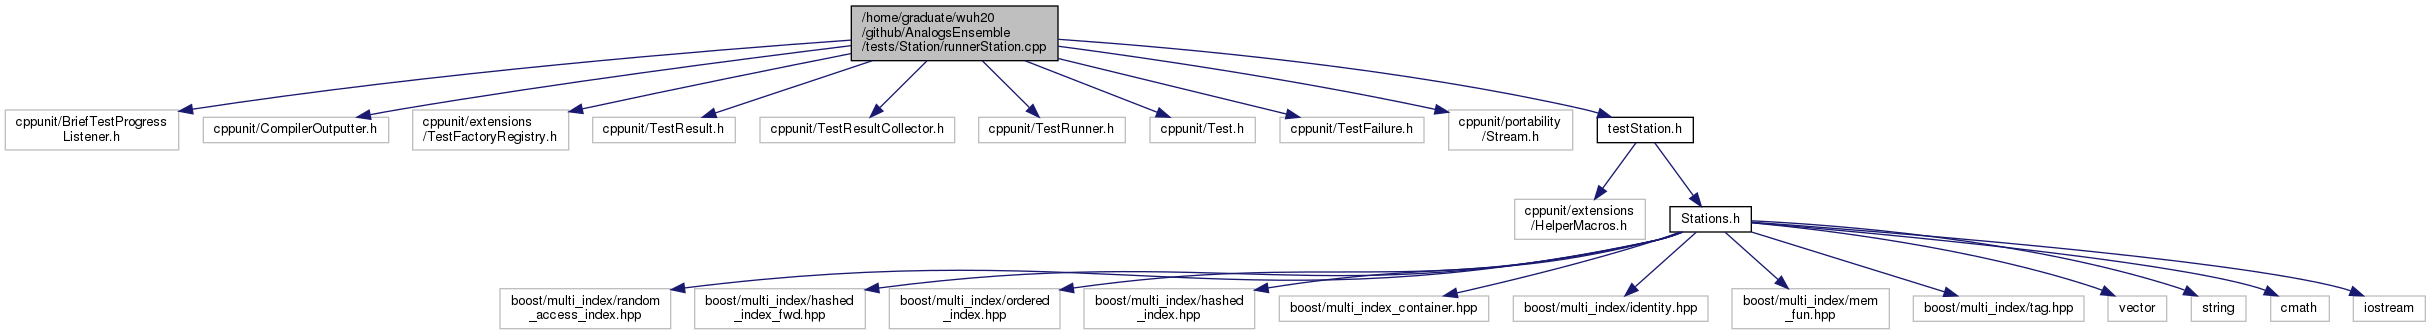 /home/graduate/wuh20
/github/AnalogsEnsemble
/tests/Station/runnerStation.cpp
cppunit/BriefTestProgress
Listener.h
cppunit/CompilerOutputter.h
cppunit/extensions
/TestFactoryRegistry.h
cppunit/TestResult.h
cppunit/TestResultCollector.h
cppunit/TestRunner.h
cppunit/Test.h
cppunit/TestFailure.h
cppunit/portability
/Stream.h
testStation.h
cppunit/extensions
/HelperMacros.h
Stations.h
boost/multi_index/random
_access_index.hpp
boost/multi_index/hashed
_index_fwd.hpp
boost/multi_index/ordered
_index.hpp
boost/multi_index/hashed
_index.hpp
boost/multi_index_container.hpp
boost/multi_index/identity.hpp
boost/multi_index/mem
_fun.hpp
boost/multi_index/tag.hpp
vector
string
cmath
iostream